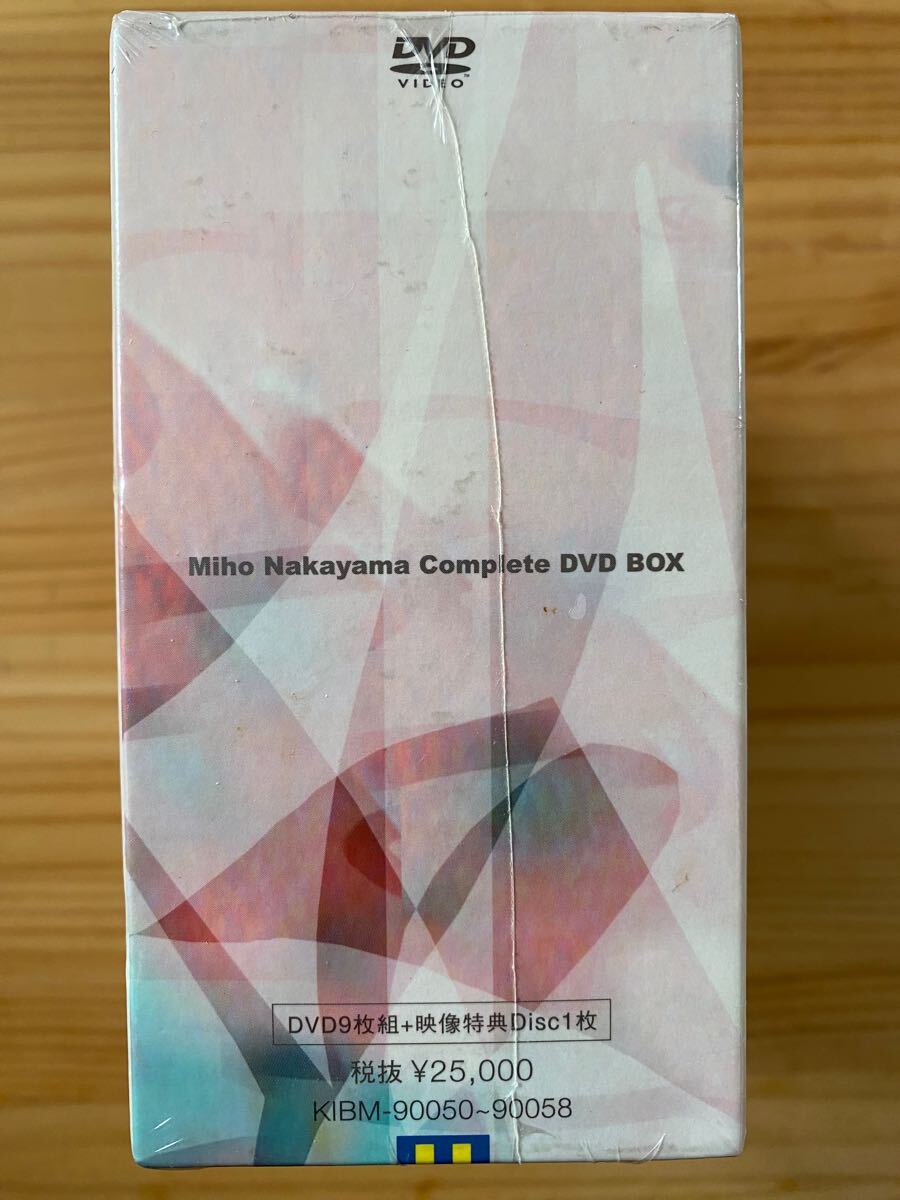 DVD
VIDEO™
Miho Nakayama Complete DVD BOX
DVD9枚組+映像特典Disc1枚
税抜 ¥25,000
KIBM-90050~90058